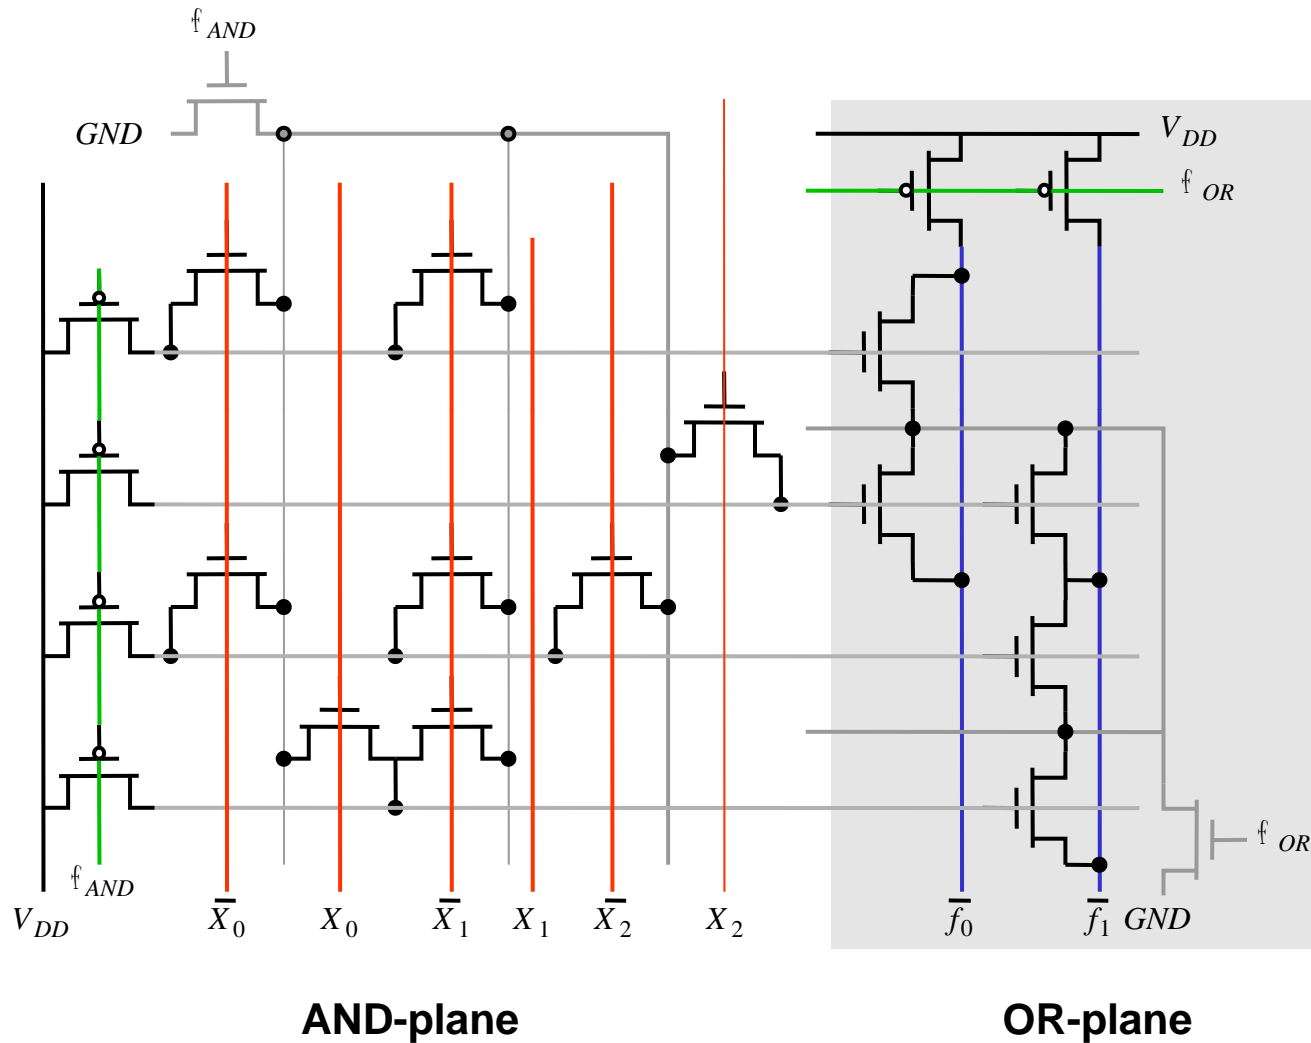 f AND
GND
V DD
f OR
f AND
f OR
V DD
X̅ 0
X 0
X̅ 1
X 1
X̅ 2
X 2
f̅ 0
f̅ 1
GND
AND-plane
OR-plane